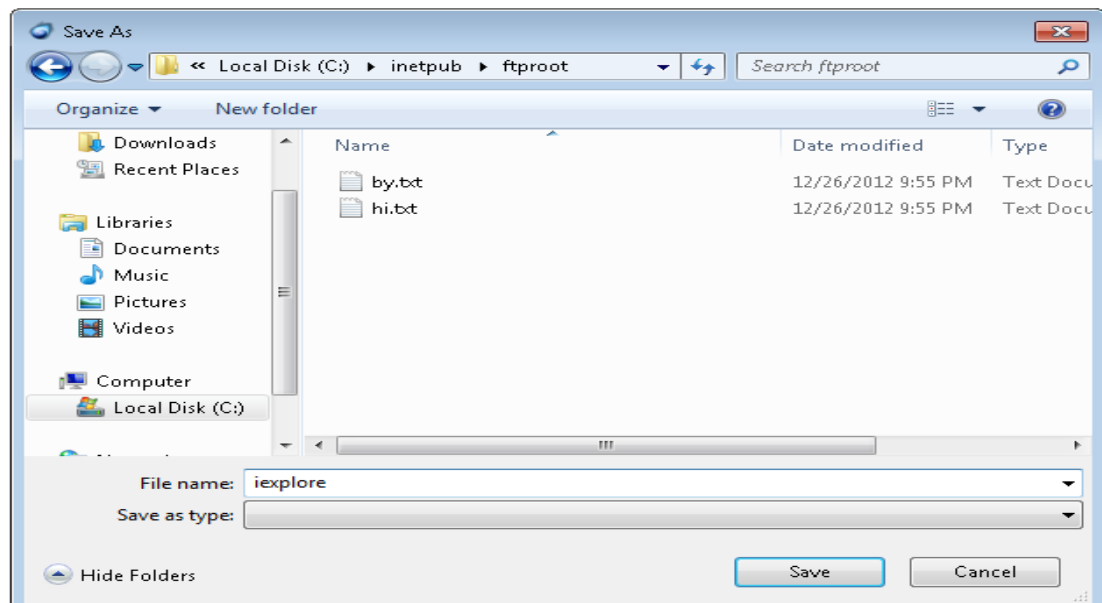 Save As
« Local Disk (C:) ▸ inetpub ▸ ftproot Search ftproot
Organize New folder
Downloads
Recent Places
Libraries
Documents
Music
Pictures
Videos
Computer
Local Disk (C:)
Name Date modified Type
by.txt 12/26/2012 9:55 PM Text Docu
hi.txt 12/26/2012 9:55 PM Text Docu
File name: iexplore
Save as type:
Hide Folders Save Cancel